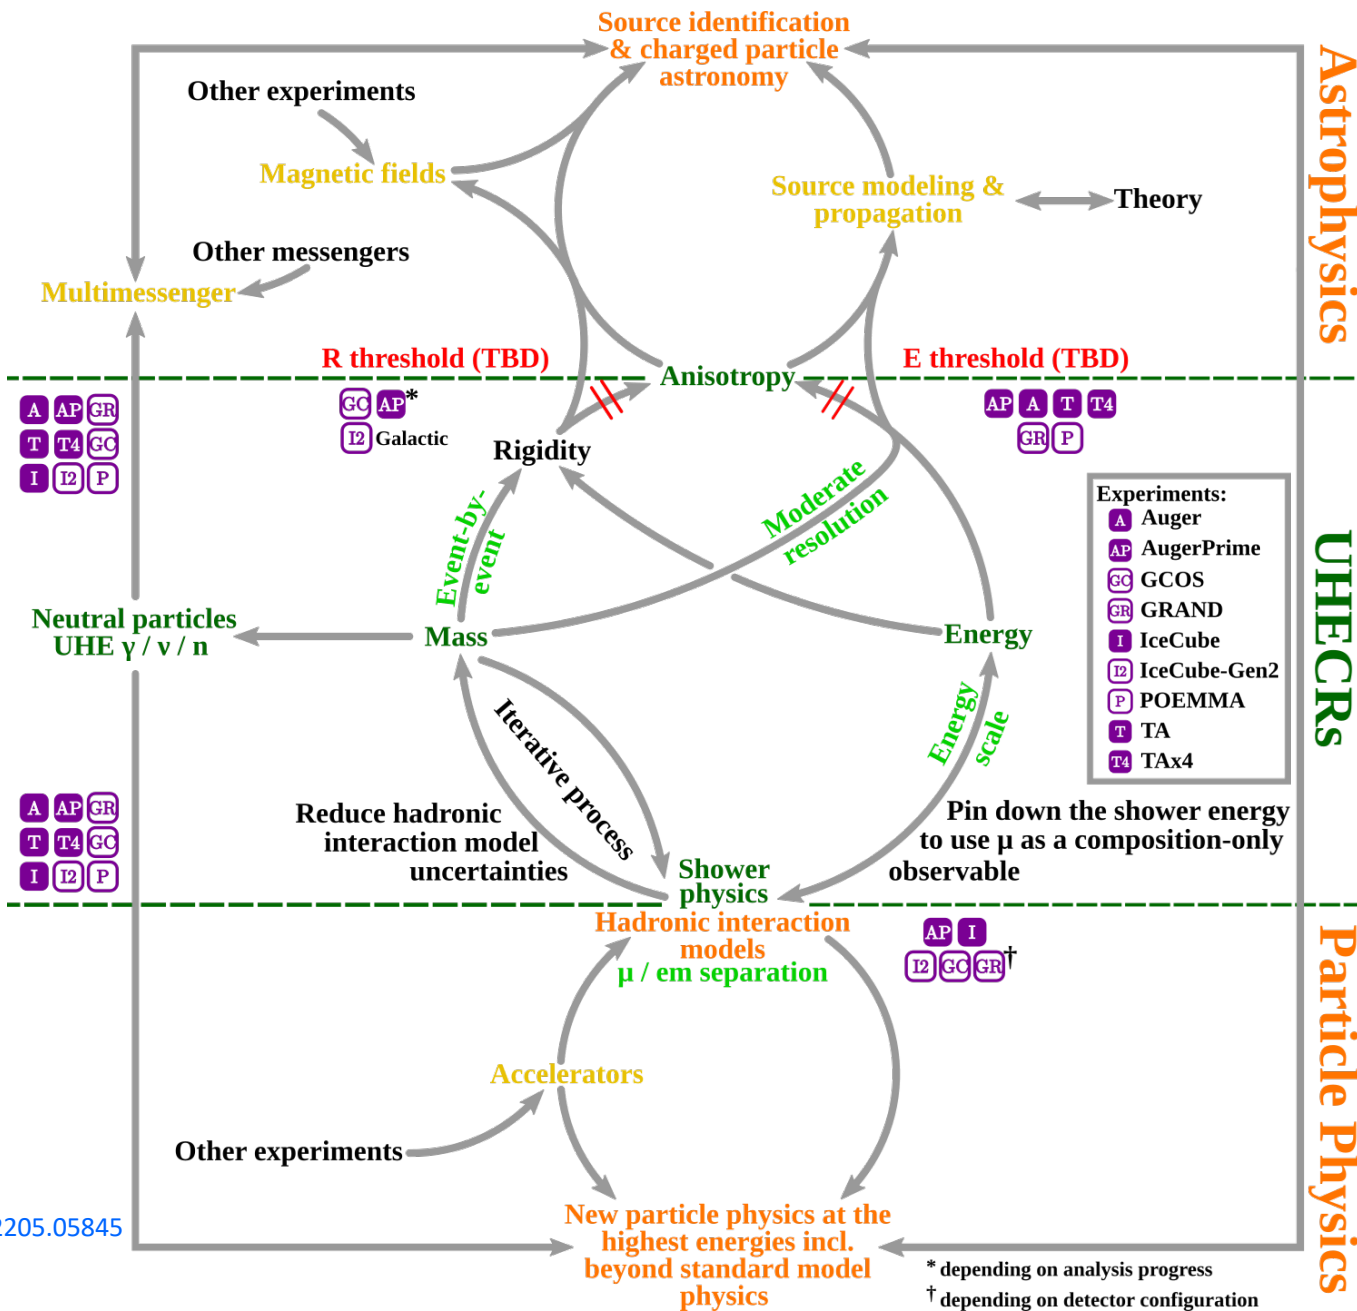 Source identification
& charged particle
astronomy
Astrophysics
Other experiments
Magnetic fields
Source modeling &
propagation
Theory
Other messengers
Multimessenger
R threshold (TBD)
E threshold (TBD)
Anisotropy
A AP GR
T T4 GC
I I2 P
GC AP*
I2 Galactic
AP A T T4
GR P
Rigidity
Event-by-
event
Moderate
resolution
Experiments:
A Auger
AP AugerPrime
GC GCOS
GR GRAND
I IceCube
I2 IceCube-Gen2
P POEMMA
T TA
T4 TAx4
UHECRs
Neutral particles
UHE γ / ν / n
Mass
Energy
Energy
scale
Iterative process
A AP GR
T T4 GC
I I2 P
Reduce hadronic
interaction model
uncertainties
Pin down the shower energy
to use μ as a composition-only
observable
Shower
physics
Hadronic interaction
models
μ / em separation
AP I
I2 GC GR†
Particle Physics
Accelerators
Other experiments
2205.05845
New particle physics at the
highest energies incl.
beyond standard model
physics
* depending on analysis progress
† depending on detector configuration